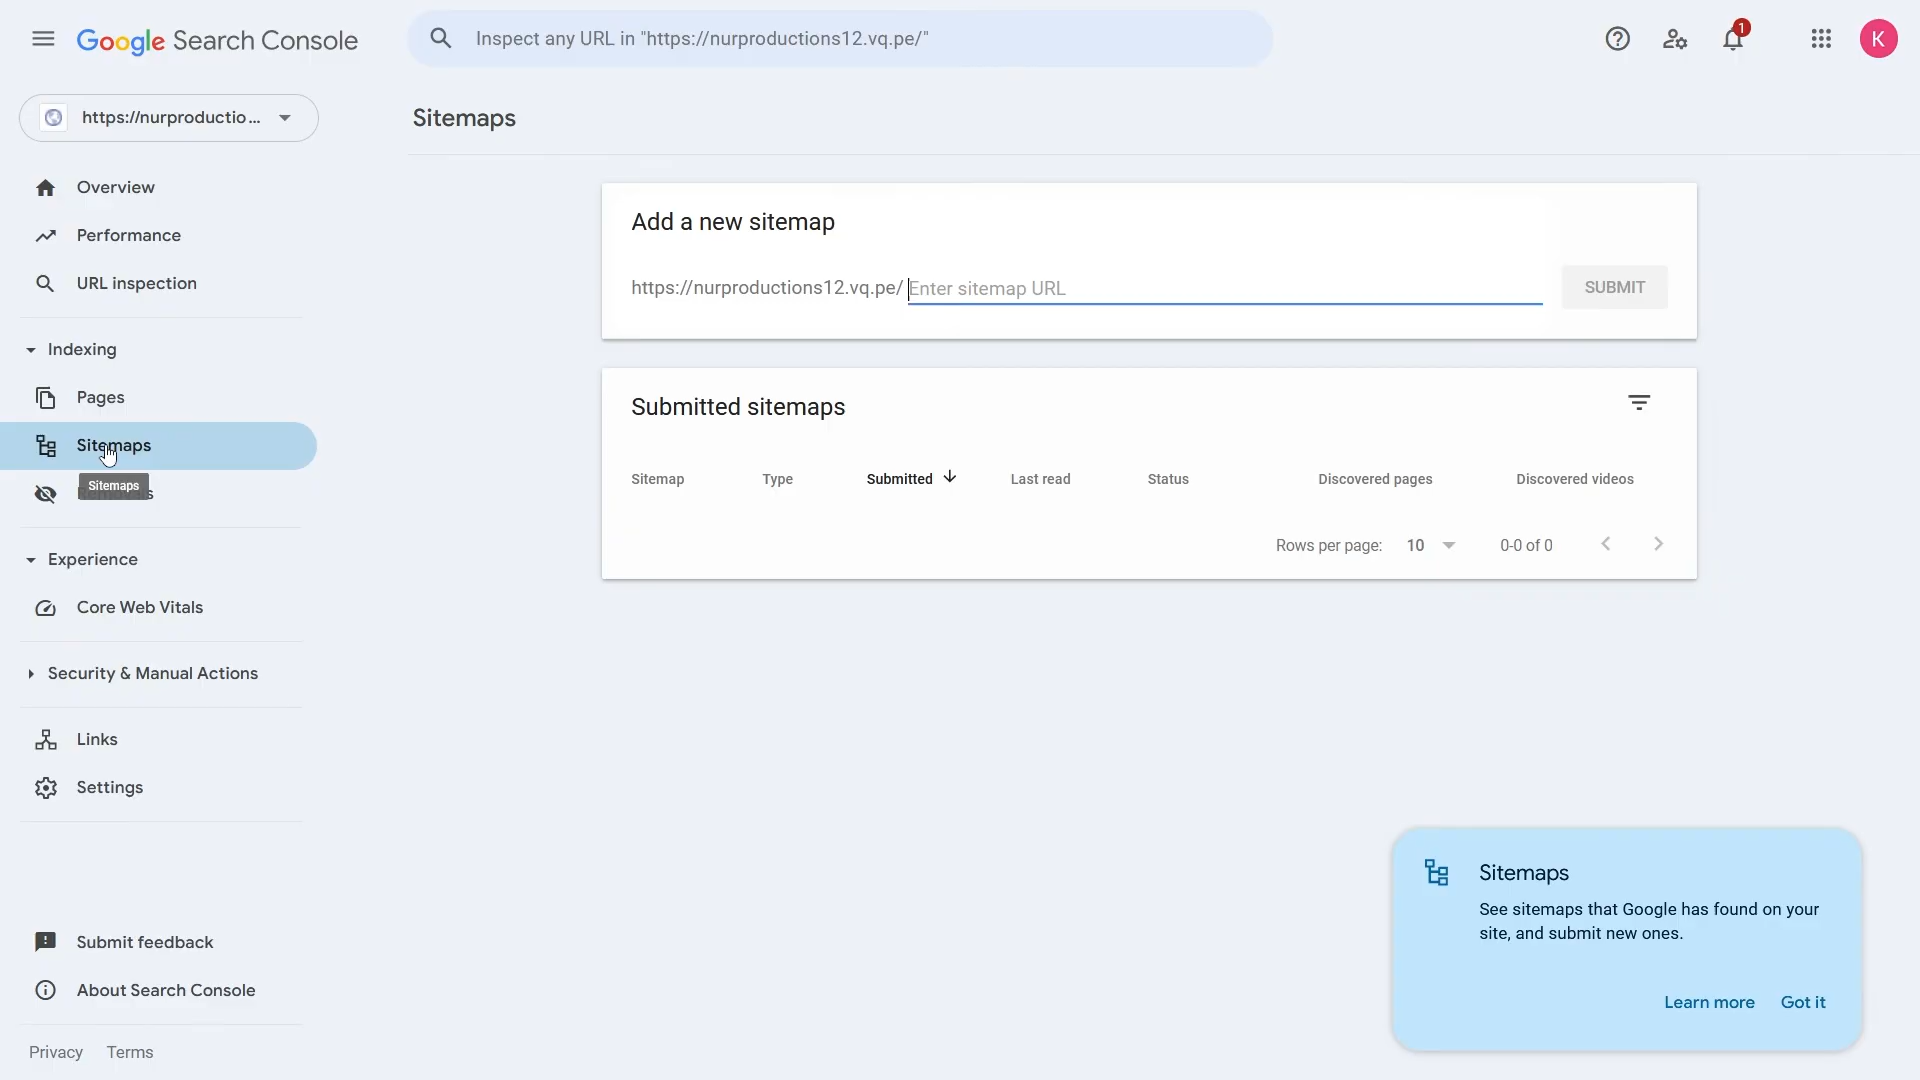 Google Search Console
Inspect any URL in "https://nurproductions12.vq.pe/"
1
K
https://nurproductio...
Sitemaps
Overview
Performance
URL inspection
Indexing
Pages
Sitemaps
Sitemaps
Experience
Core Web Vitals
Security & Manual Actions
Links
Settings
Submit feedback
About Search Console
Privacy Terms
Add a new sitemap
https://nurproductions12.vq.pe/ Enter sitemap URL SUBMIT
Submitted sitemaps
Sitemap Type Submitted Last read Status Discovered pages Discovered videos
Rows per page: 10 0-0 of 0
Sitemaps
See sitemaps that Google has found on your
site, and submit new ones.
Learn more Got it